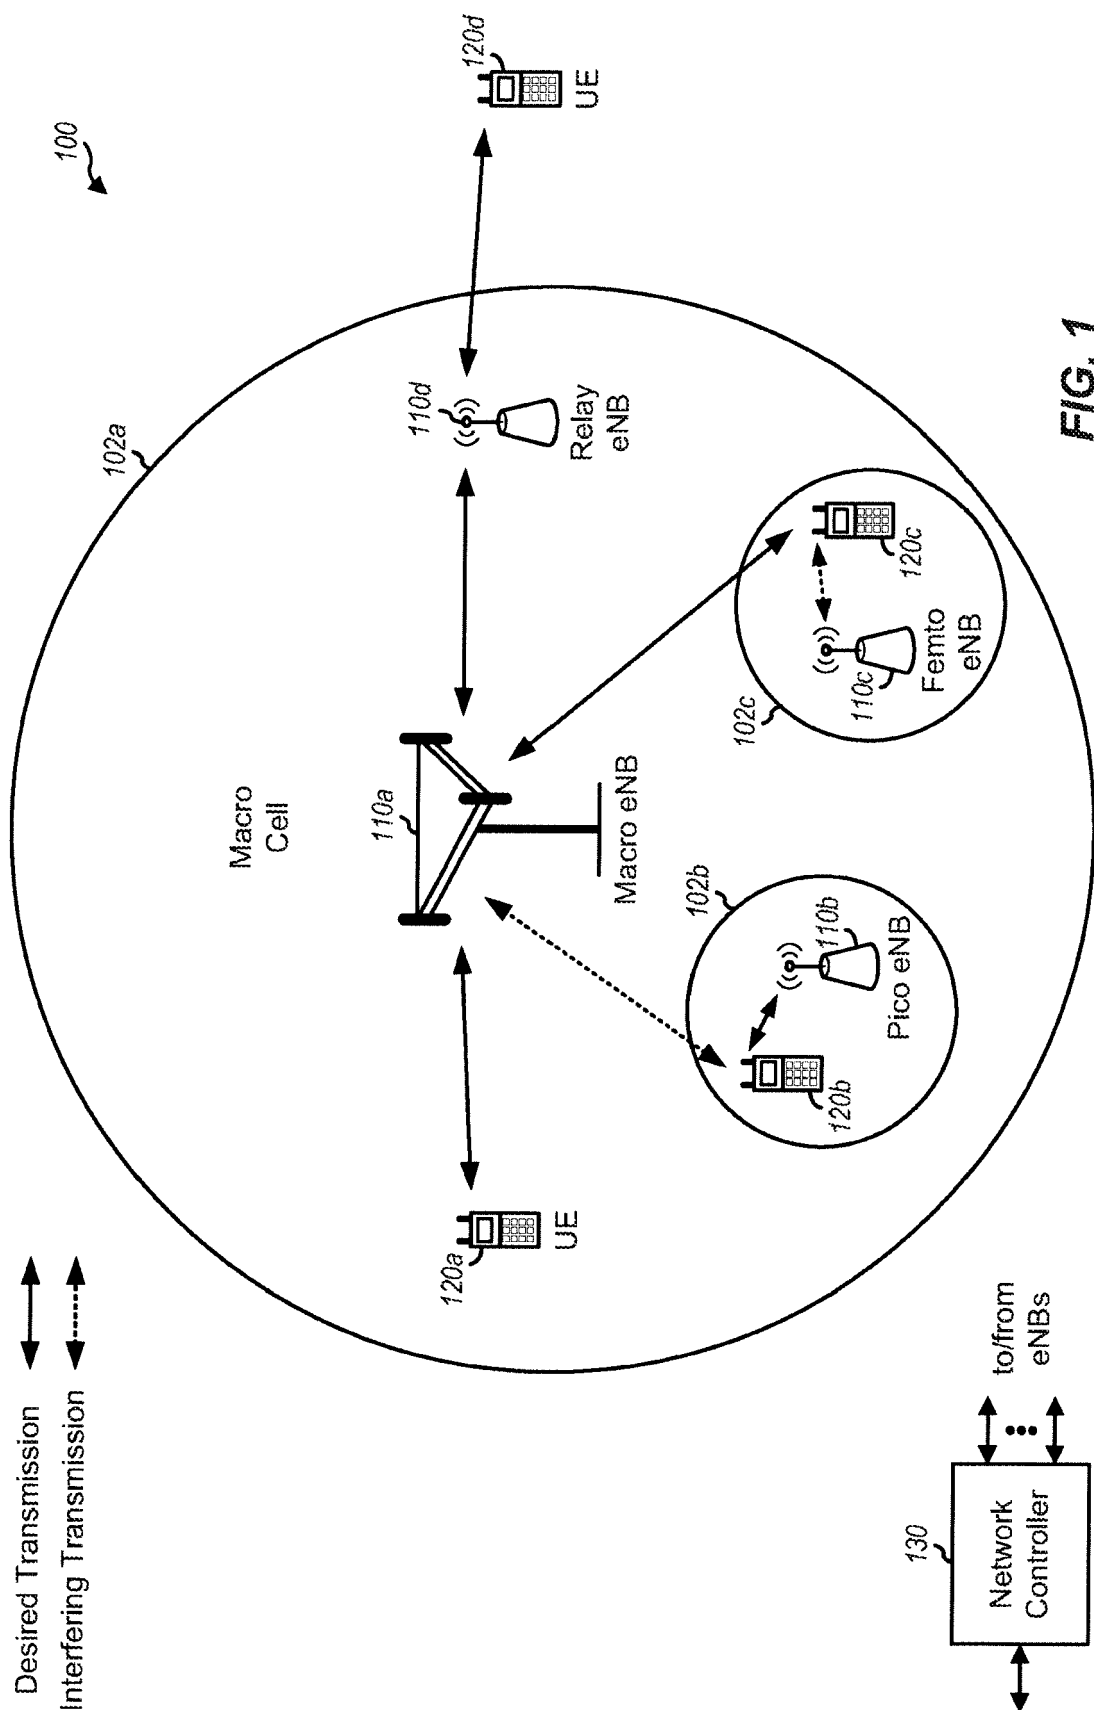 Desired Transmission
Interfering Transmission
100
102a
Macro
Cell
110a
Macro eNB
120a
UE
110d
Relay
eNB
120d
UE
102b
120b
110b
Pico eNB
102c
120c
110c
Femto
eNB
130
Network
Controller
to/from
eNBs
FIG. 1